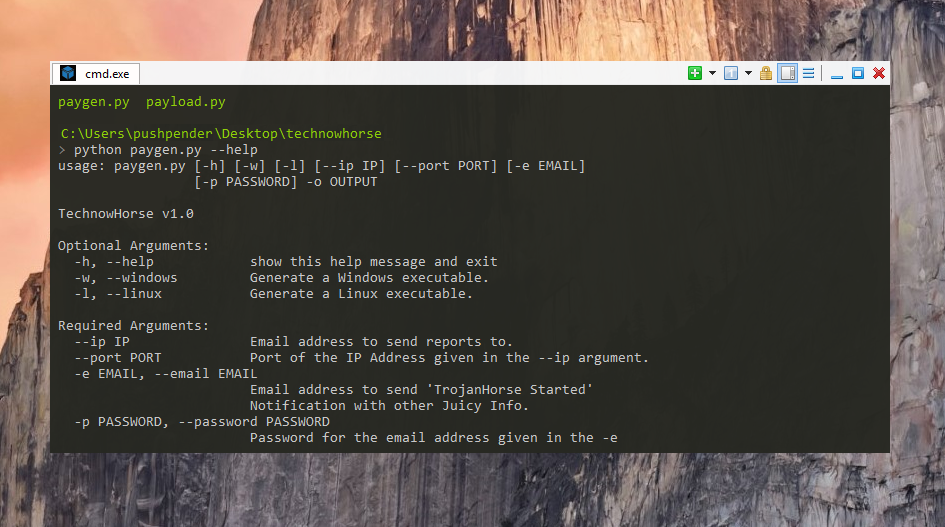 cmd.exe
paygen.py  payload.py
C:\Users\pushpender\Desktop\technowhorse
> python paygen.py --help
usage: paygen.py [-h] [-w] [-l] [--ip IP] [--port PORT] [-e EMAIL]
                 [-p PASSWORD] -o OUTPUT
TechnowHorse v1.0
Optional Arguments:
  -h, --help            show this help message and exit
  -w, --windows         Generate a Windows executable.
  -l, --linux           Generate a Linux executable.
Required Arguments:
  --ip IP               Email address to send reports to.
  --port PORT           Port of the IP Address given in the --ip argument.
  -e EMAIL, --email EMAIL
                        Email address to send 'TrojanHorse Started'
                        Notification with other Juicy Info.
  -p PASSWORD, --password PASSWORD
                        Password for the email address given in the -e